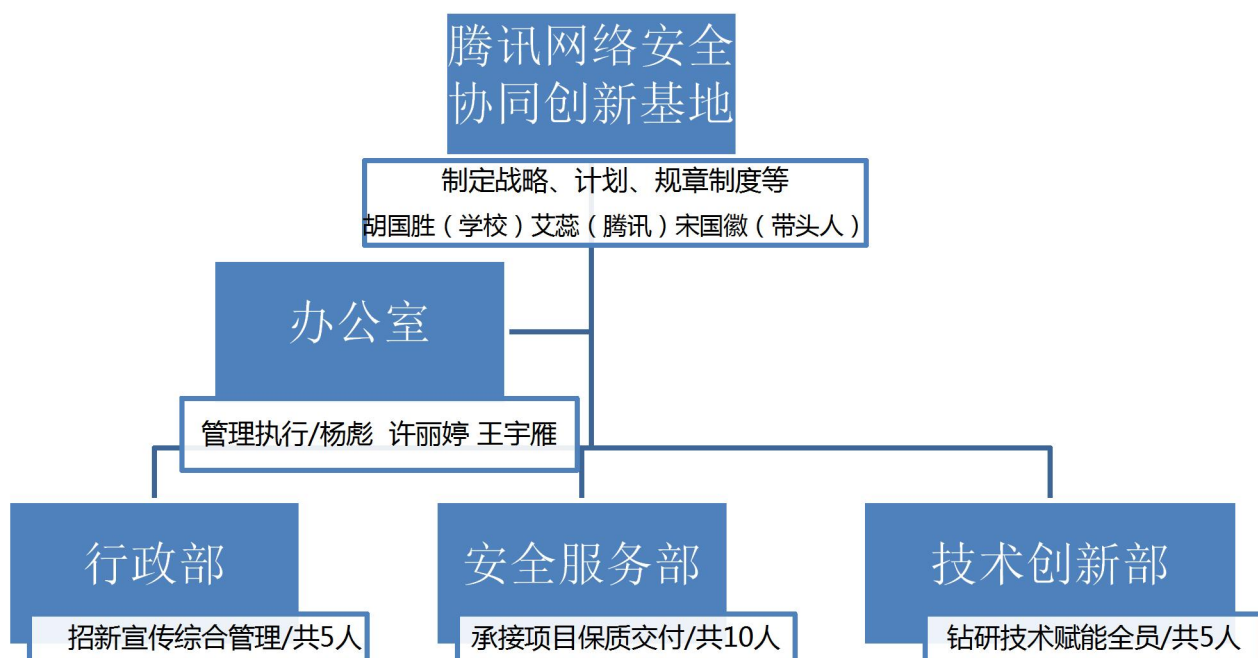 腾讯网络安全
协同创新基地
制定战略、计划、规章制度等
胡国胜（学校）艾蕊（腾讯）宋国徽（带头人）
办公室
管理执行/杨彪 许丽婷 王宇雁
行政部
安全服务部
技术创新部
招新宣传综合管理/共5人
承接项目保质交付/共10人
钻研技术赋能全员/共5人